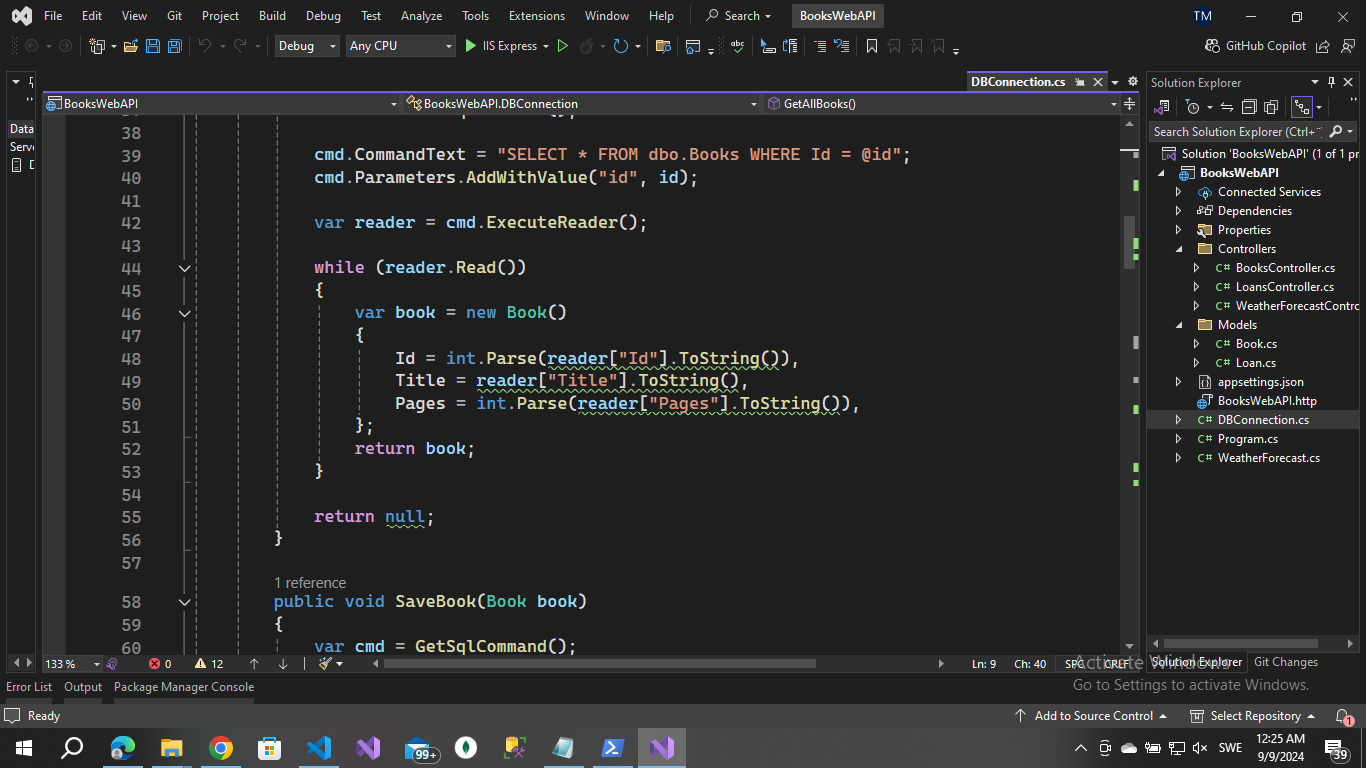 File Edit View Git Project Build Debug Test Analyze Tools Extensions Window Help Search BooksWebAPI TM
Debug Any CPU IIS Express GitHub Copilot
DBConnection.cs Solution Explorer
BooksWebAPI BooksWebAPI.DBConnection GetAllBooks()
Data
Serv
38
39 cmd.CommandText = "SELECT * FROM dbo.Books WHERE Id = @id";
40 cmd.Parameters.AddWithValue("id", id);
41
42 var reader = cmd.ExecuteReader();
43
44 while (reader.Read())
45 {
46 var book = new Book()
47 {
48 Id = int.Parse(reader["Id"].ToString()),
49 Title = reader["Title"].ToString(),
50 Pages = int.Parse(reader["Pages"].ToString()),
51 };
52 return book;
53 }
54
55 return null;
56 }
57
1 reference
58 public void SaveBook(Book book)
59 {
60 var cmd = GetSqlCommand();
Search Solution Explorer (Ctrl+
Solution 'BooksWebAPI' (1 of 1 pr
BooksWebAPI
Connected Services
Dependencies
Properties
Controllers
C# BooksController.cs
C# LoansController.cs
C# WeatherForecastContro
Models
C# Book.cs
C# Loan.cs
appsettings.json
BooksWebAPI.http
C# DBConnection.cs
C# Program.cs
C# WeatherForecast.cs
133 % 0 12 Ln: 9 Ch: 40 SPC CRLF
Solution Explorer Git Changes
Activate Windows
Go to Settings to activate Windows.
Error List Output Package Manager Console
Ready Add to Source Control Select Repository 1
99+ SWE 12:25 AM
9/9/2024 39